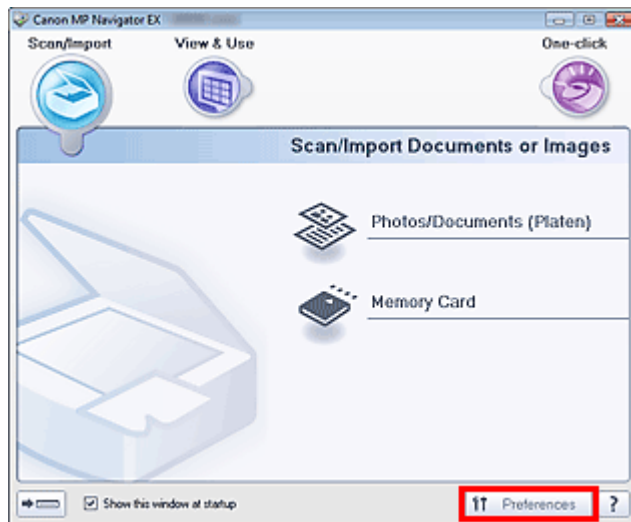 Canon MP Navigator EX
Scan/Import
View & Use
One-click
Scan/Import Documents or Images
Photos/Documents (Platen)
Memory Card
Show this window at startup
Preferences
?